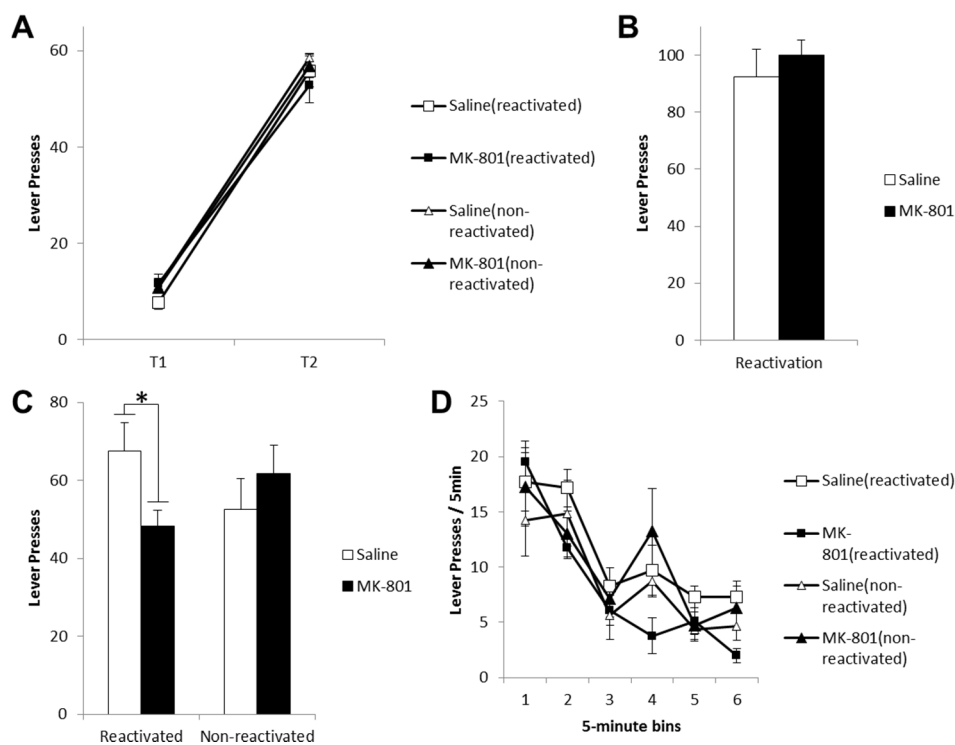 A
Lever Presses
60
40
20
0
T1
T2
Saline(reactivated)
MK-801(reactivated)
Saline(non-
reactivated)
MK-801(non-
reactivated)
B
Lever Presses
100
80
60
40
20
0
Reactivation
Saline
MK-801
C
Lever Presses
80
60
40
20
0
*
Reactivated
Non-reactivated
Saline
MK-801
D
Lever Presses / 5min
25
20
15
10
5
0
1 2 3 4 5 6
5-minute bins
Saline(reactivated)
MK-
801(reactivated)
Saline(non-
reactivated)
MK-801(non-
reactivated)